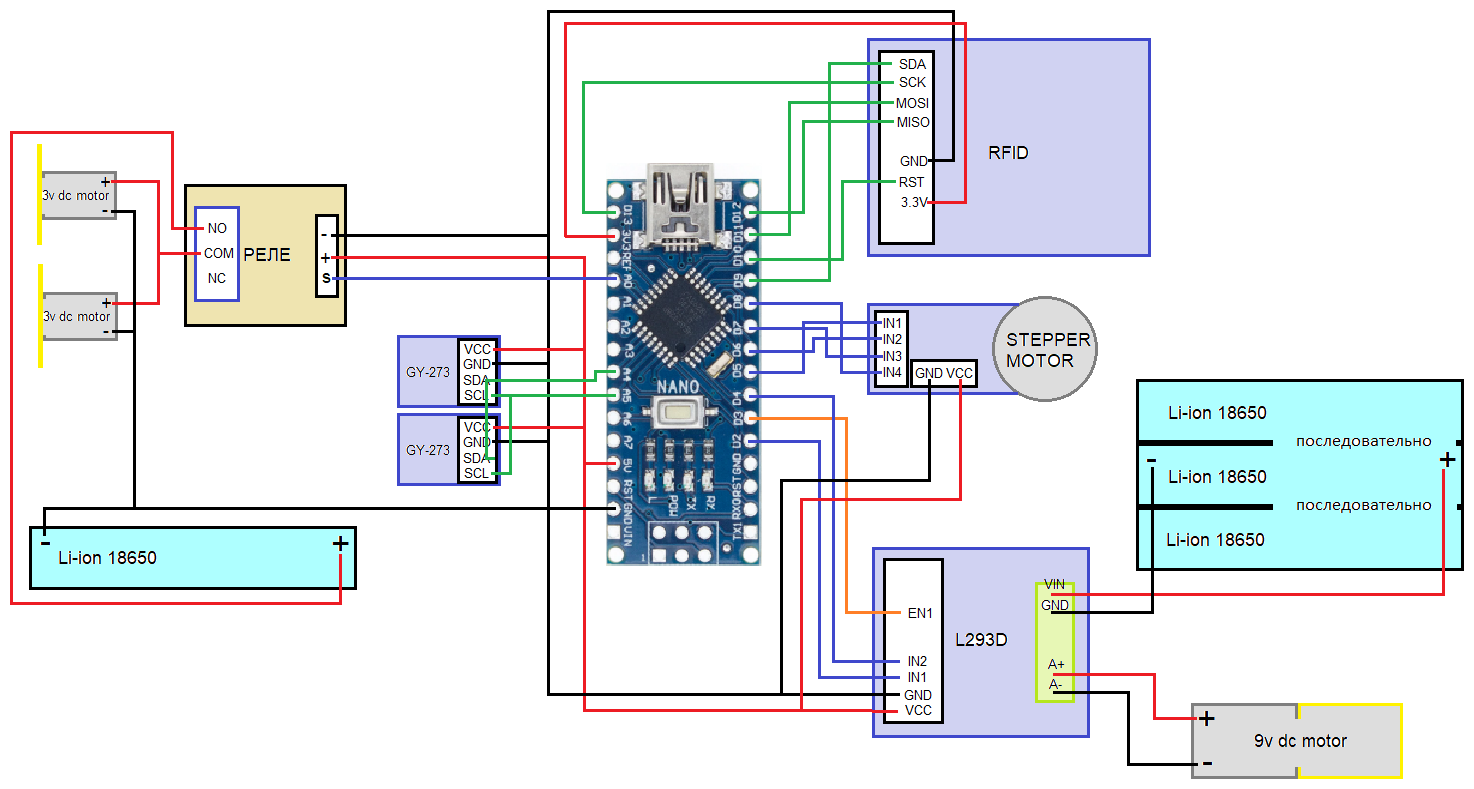 SDA
SCK
MOSI
MISO
GND
RST
3.3V
RFID
3v dc motor
+
-
3v dc motor
+
-
NO
COM
NC
РЕЛЕ
-
+
S
D13
3V3
REF
A0
A1
A2
A3
A4
A5
A6
A7
5V
RST
GND
VIN
D12
D11
D10
D9
D8
D7
D6
D5
D4
D3
D2
GND
RST
RX0
TX1
NANO
L
POW
TX
RX
GY-273
VCC
GND
SDA
SCL
GY-273
VCC
GND
SDA
SCL
IN1
IN2
IN3
IN4
GND VCC
STEPPER
MOTOR
Li-ion 18650
последовательно
-
+
Li-ion 18650
последовательно
Li-ion 18650
-
+
Li-ion 18650
EN1
IN2
IN1
GND
VCC
L293D
VIN
GND
A+
A-
+
-
9v dc motor